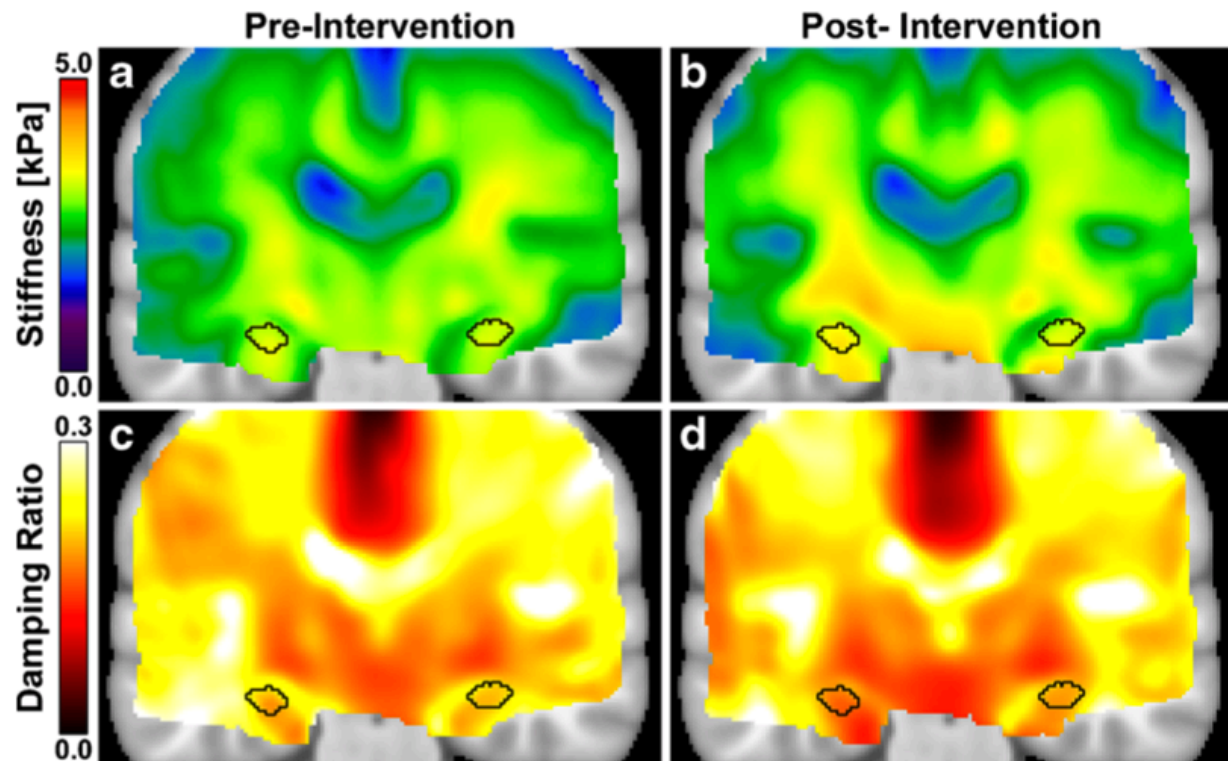 Pre-Intervention
Post- Intervention
Stiffness [kPa]
5.0
0.0
a
b
Damping Ratio
0.3
0.0
c
d